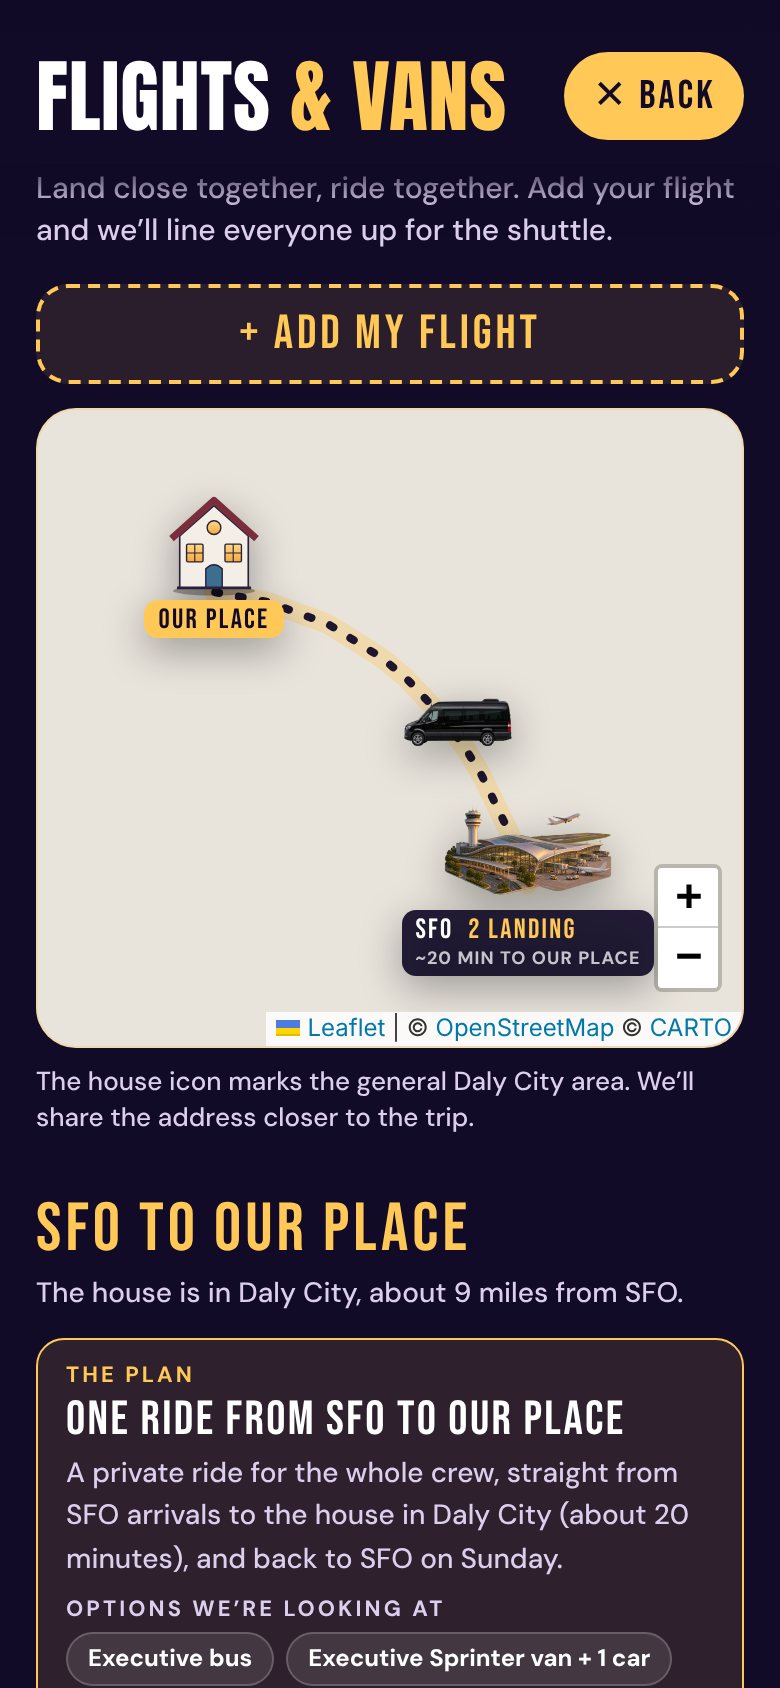 FLIGHTS & VANS
✕ BACK
Land close together, ride together. Add your flight
and we’ll line everyone up for the shuttle.
+ ADD MY FLIGHT
OUR PLACE
SFO 2 LANDING
~20 MIN TO OUR PLACE
+
−
Leaflet | © OpenStreetMap © CARTO
The house icon marks the general Daly City area. We’ll
share the address closer to the trip.
SFO TO OUR PLACE
The house is in Daly City, about 9 miles from SFO.
THE PLAN
ONE RIDE FROM SFO TO OUR PLACE
A private ride for the whole crew, straight from
SFO arrivals to the house in Daly City (about 20
minutes), and back to SFO on Sunday.
OPTIONS WE’RE LOOKING AT
Executive bus
Executive Sprinter van + 1 car